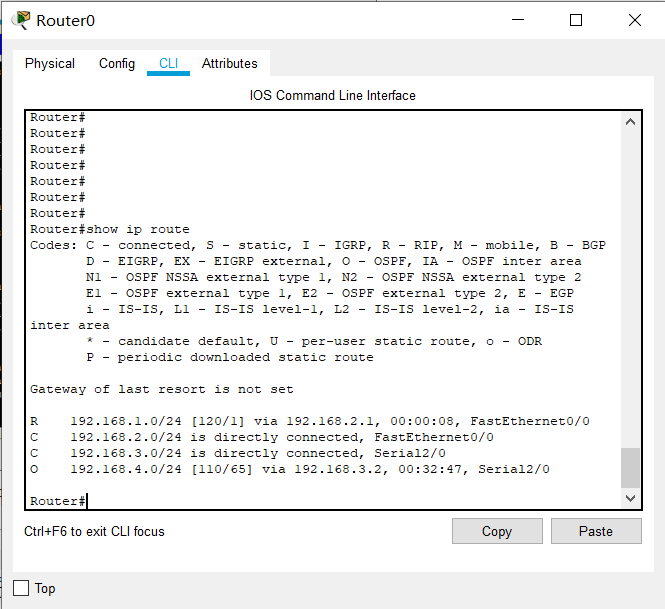 Router0
Physical Config CLI Attributes
IOS Command Line Interface
Router#
Router#
Router#
Router#
Router#
Router#
Router#
Router#show ip route
Codes: C - connected, S - static, I - IGRP, R - RIP, M - mobile, B - BGP
D - EIGRP, EX - EIGRP external, O - OSPF, IA - OSPF inter area
N1 - OSPF NSSA external type 1, N2 - OSPF NSSA external type 2
E1 - OSPF external type 1, E2 - OSPF external type 2, E - EGP
i - IS-IS, L1 - IS-IS level-1, L2 - IS-IS level-2, ia - IS-IS
inter area
* - candidate default, U - per-user static route, o - ODR
P - periodic downloaded static route
Gateway of last resort is not set
R 192.168.1.0/24 [120/1] via 192.168.2.1, 00:00:08, FastEthernet0/0
C 192.168.2.0/24 is directly connected, FastEthernet0/0
C 192.168.3.0/24 is directly connected, Serial2/0
O 192.168.4.0/24 [110/65] via 192.168.3.2, 00:32:47, Serial2/0
Router#
Ctrl+F6 to exit CLI focus
Copy Paste
Top